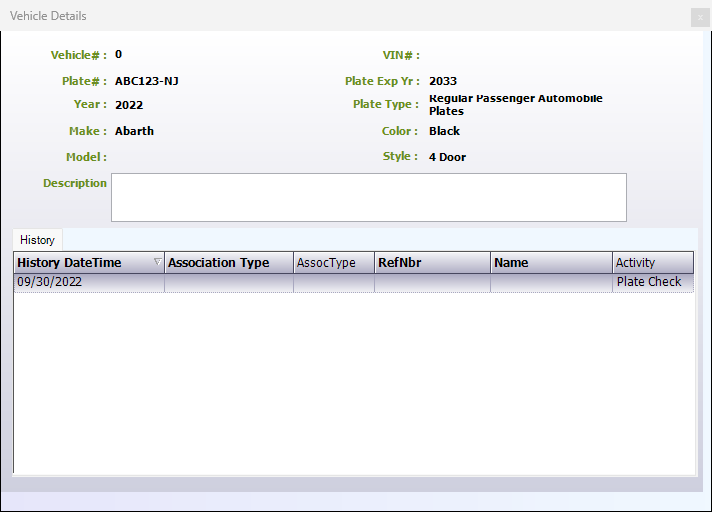 Vehicle Details
x
Vehicle# : 0 VIN# :
Plate# : ABC123-NJ Plate Exp Yr : 2033
Year : 2022 Plate Type : Regular Passenger Automobile
Plates
Make : Abarth Color : Black
Model : Style : 4 Door
Description
History
History DateTime Association Type AssocType RefNbr Name Activity
09/30/2022 Plate Check